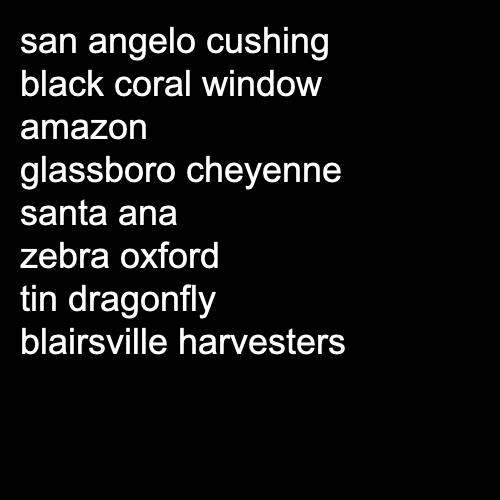 san angelo cushing
black coral window
amazon
glassboro cheyenne
santa ana
zebra oxford
tin dragonfly
blairsville harvesters